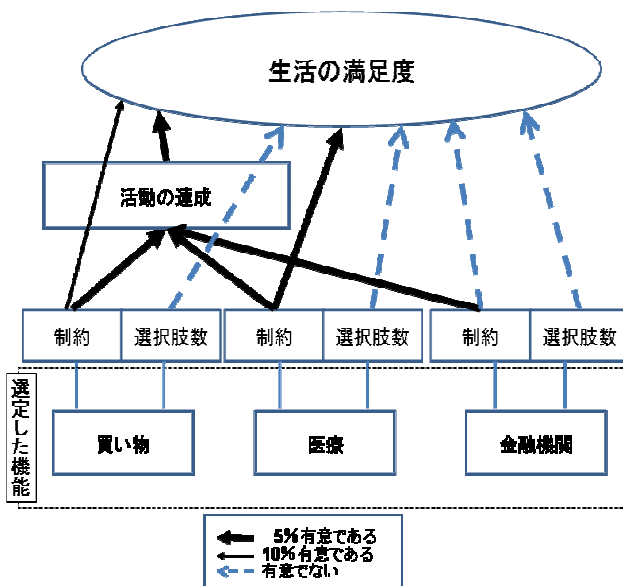 生活の満足度
活動の達成
制約
選択肢数
制約
選択肢数
制約
選択肢数
選定した機能
買い物
医療
金融機関
5%有意である
10%有意である
有意でない